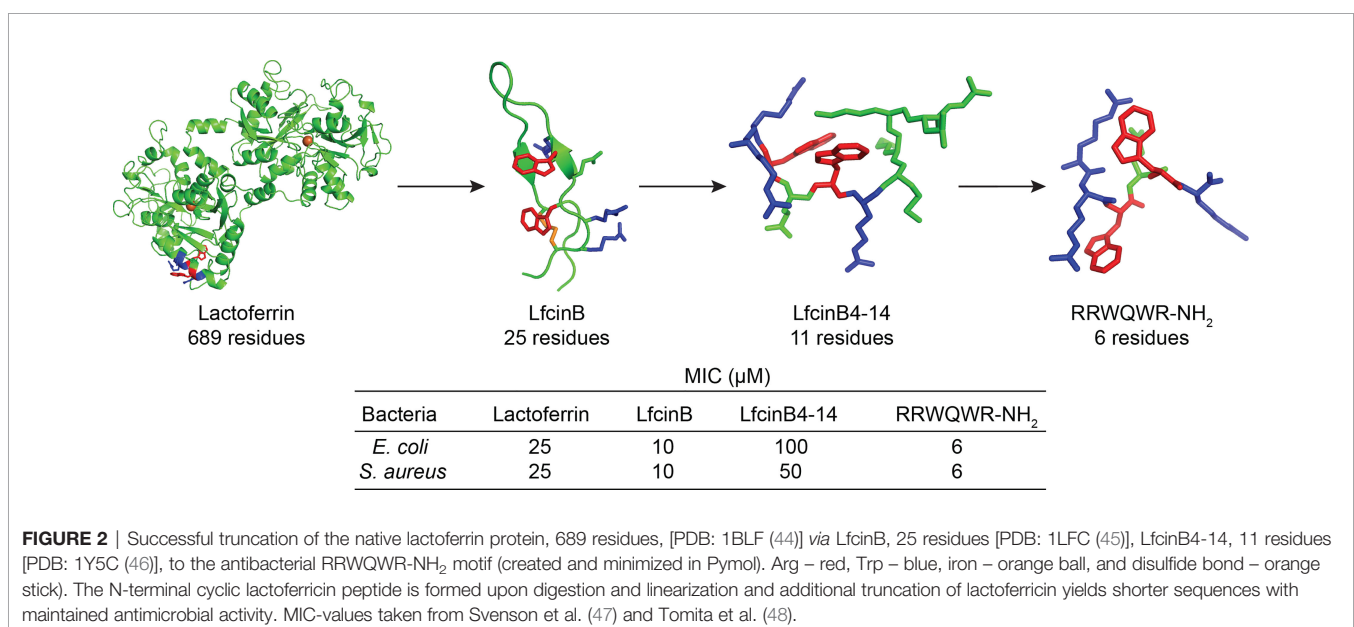 Lactoferrin LfcinB LfcinB4-14 RRWQWR-NH2
689 residues 25 residues 11 residues 6 residues
MIC (µM)
Bacteria Lactoferrin LfcinB LfcinB4-14 RRWQWR-NH2
E. coli 25 10 100 6
S. aureus 25 10 50 6
FIGURE 2 | Successful truncation of the native lactoferrin protein, 689 residues, [PDB: 1BLF (44)] via LfcinB, 25 residues [PDB: 1LFC (45)], LfcinB4-14, 11 residues
[PDB: 1Y5C (46)], to the antibacterial RRWQWR-NH2 motif (created and minimized in Pymol). Arg – red, Trp – blue, iron – orange ball, and disulfide bond – orange
stick). The N-terminal cyclic lactoferricin peptide is formed upon digestion and linearization and additional truncation of lactoferricin yields shorter sequences with
maintained antimicrobial activity. MIC-values taken from Svenson et al. (47) and Tomita et al. (48).